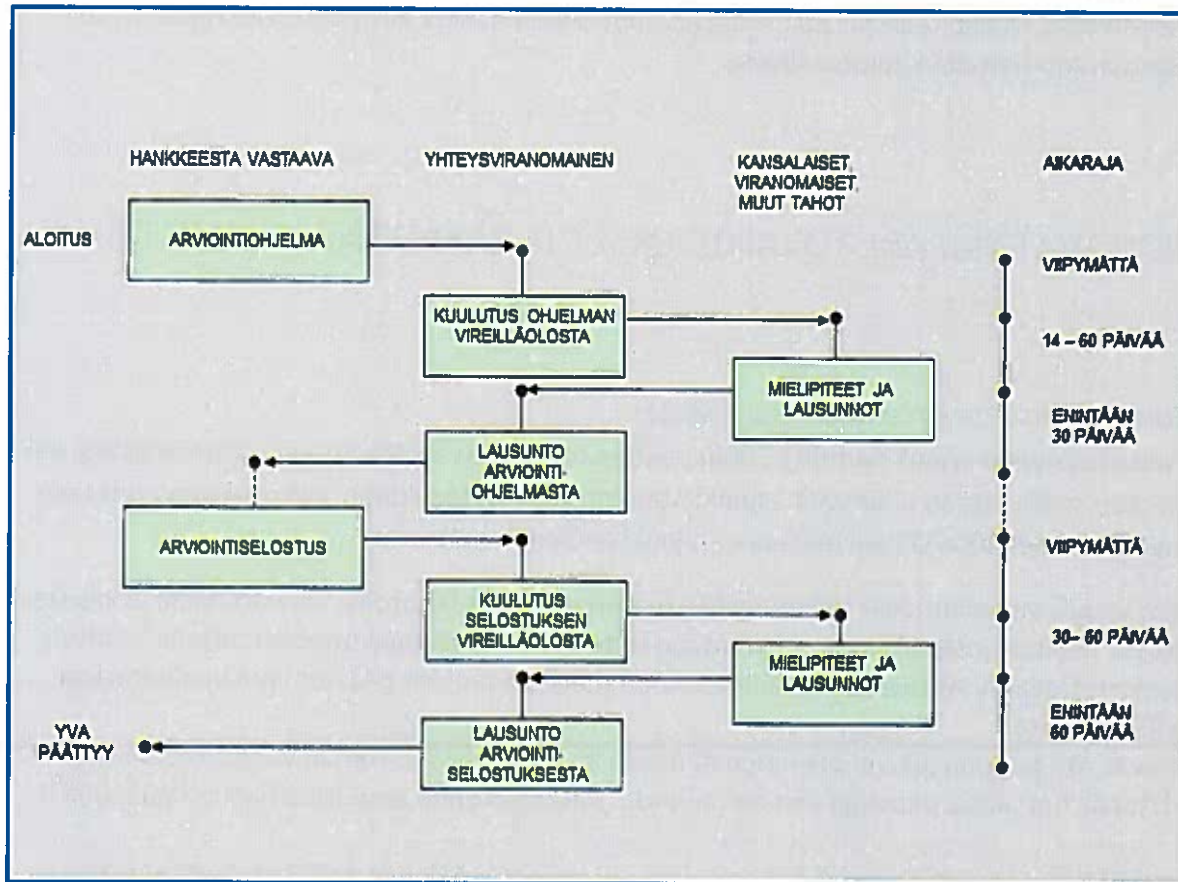 HANKKEESTA VASTAAVA
YHTEYSVIRANOMAINEN
KANSALAISET,
VIRANOMAISET,
MUUT TAHOT
AIKARAJA
ALOITUS
ARVIOINTIOHJELMA
VIIPYMÄTTÄ
KUULUTUS OHJELMAN
VIREILLÄOLOSTA
14 – 60 PÄIVÄÄ
MIELIPITEET JA
LAUSUNNOT
ENINTÄÄN
30 PÄIVÄÄ
LAUSUNTO
ARVIOINTI-
OHJELMASTA
ARVIOINTISELOSTUS
VIIPYMÄTTÄ
KUULUTUS
SELOSTUKSEN
VIREILLÄOLOSTA
30– 60 PÄIVÄÄ
MIELIPITEET JA
LAUSUNNOT
YVA
PÄÄTTYY
LAUSUNTO
ARVIOINTI-
SELOSTUKSESTA
ENINTÄÄN
60 PÄIVÄÄ